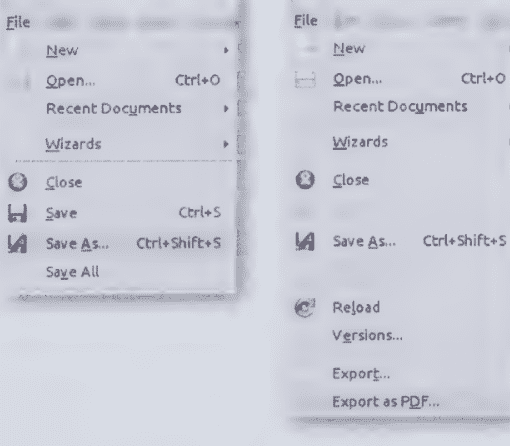 File
New
Open... Ctrl+O
Recent Documents
Wizards
Close
Save Ctrl+S
Save As... Ctrl+Shift+S
Save All
File
New
Open... Ctrl+O
Recent Documents
Wizards
Close
Save As... Ctrl+Shift+S
Reload
Versions...
Export...
Export as PDF...